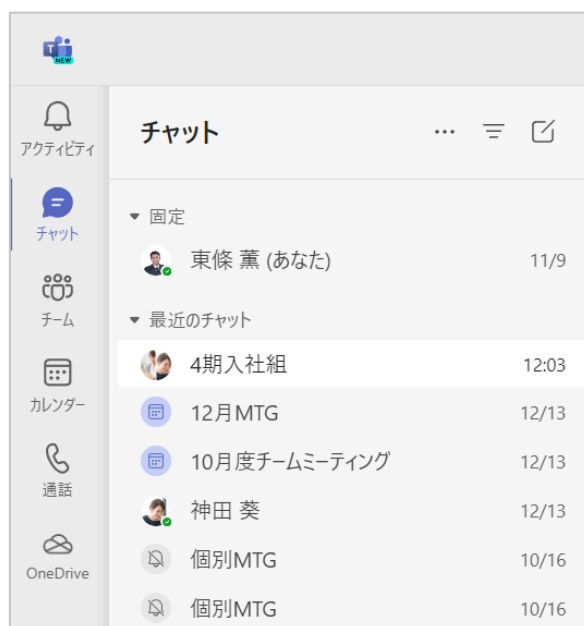 NEW
アクティビティ
チャット
チーム
カレンダー
通話
OneDrive
チャット
固定
東條 薫 (あなた) 11/9
最近のチャット
4期入社組 12:03
12月MTG 12/13
10月度チームミーティング 12/13
神田 葵 12/13
個別MTG 10/16
個別MTG 10/16